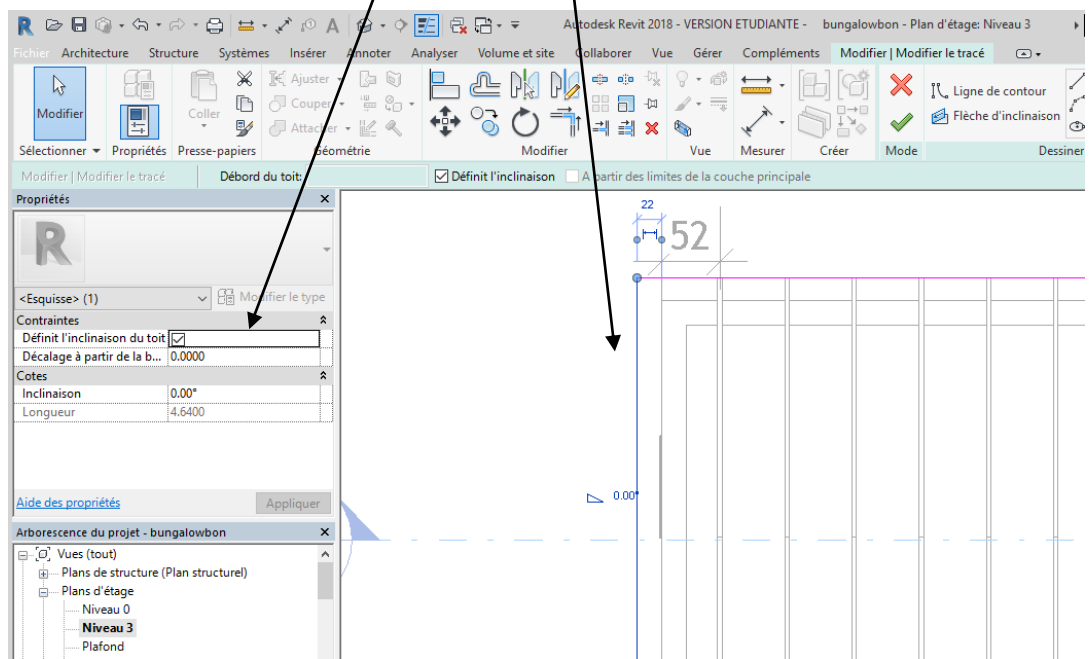 Autodesk Revit 2018 - VERSION ETUDIANTE - bungalowbon - Plan d'étage: Niveau 3
Fichier Architecture Structure Systèmes Insérer Annoter Analyser Volume et site Collaborer Vue Gérer Compléments Modifier | Modifier le tracé
Modifier
Coller
Ajuster
Couper
Attacher
Ligne de contour
Flèche d'inclinaison
Sélectionner Propriétés Presse-papiers Géométrie Modifier Vue Mesurer Créer Mode Dessiner
Modifier | Modifier le tracé Débord du toit: Définit l'inclinaison A partir des limites de la couche principale
Propriétés
R
<Esquisse> (1) Modifier le type
Contraintes
Définit l'inclinaison du toit
Décalage à partir de la b... 0.0000
Cotes
Inclinaison 0.00°
Longueur 4.6400
Aide des propriétés Appliquer
Arborescence du projet - bungalowbon
Vues (tout)
Plans de structure (Plan structurel)
Plans d'étage
Niveau 0
Niveau 3
Plafond
22
52
0.00°